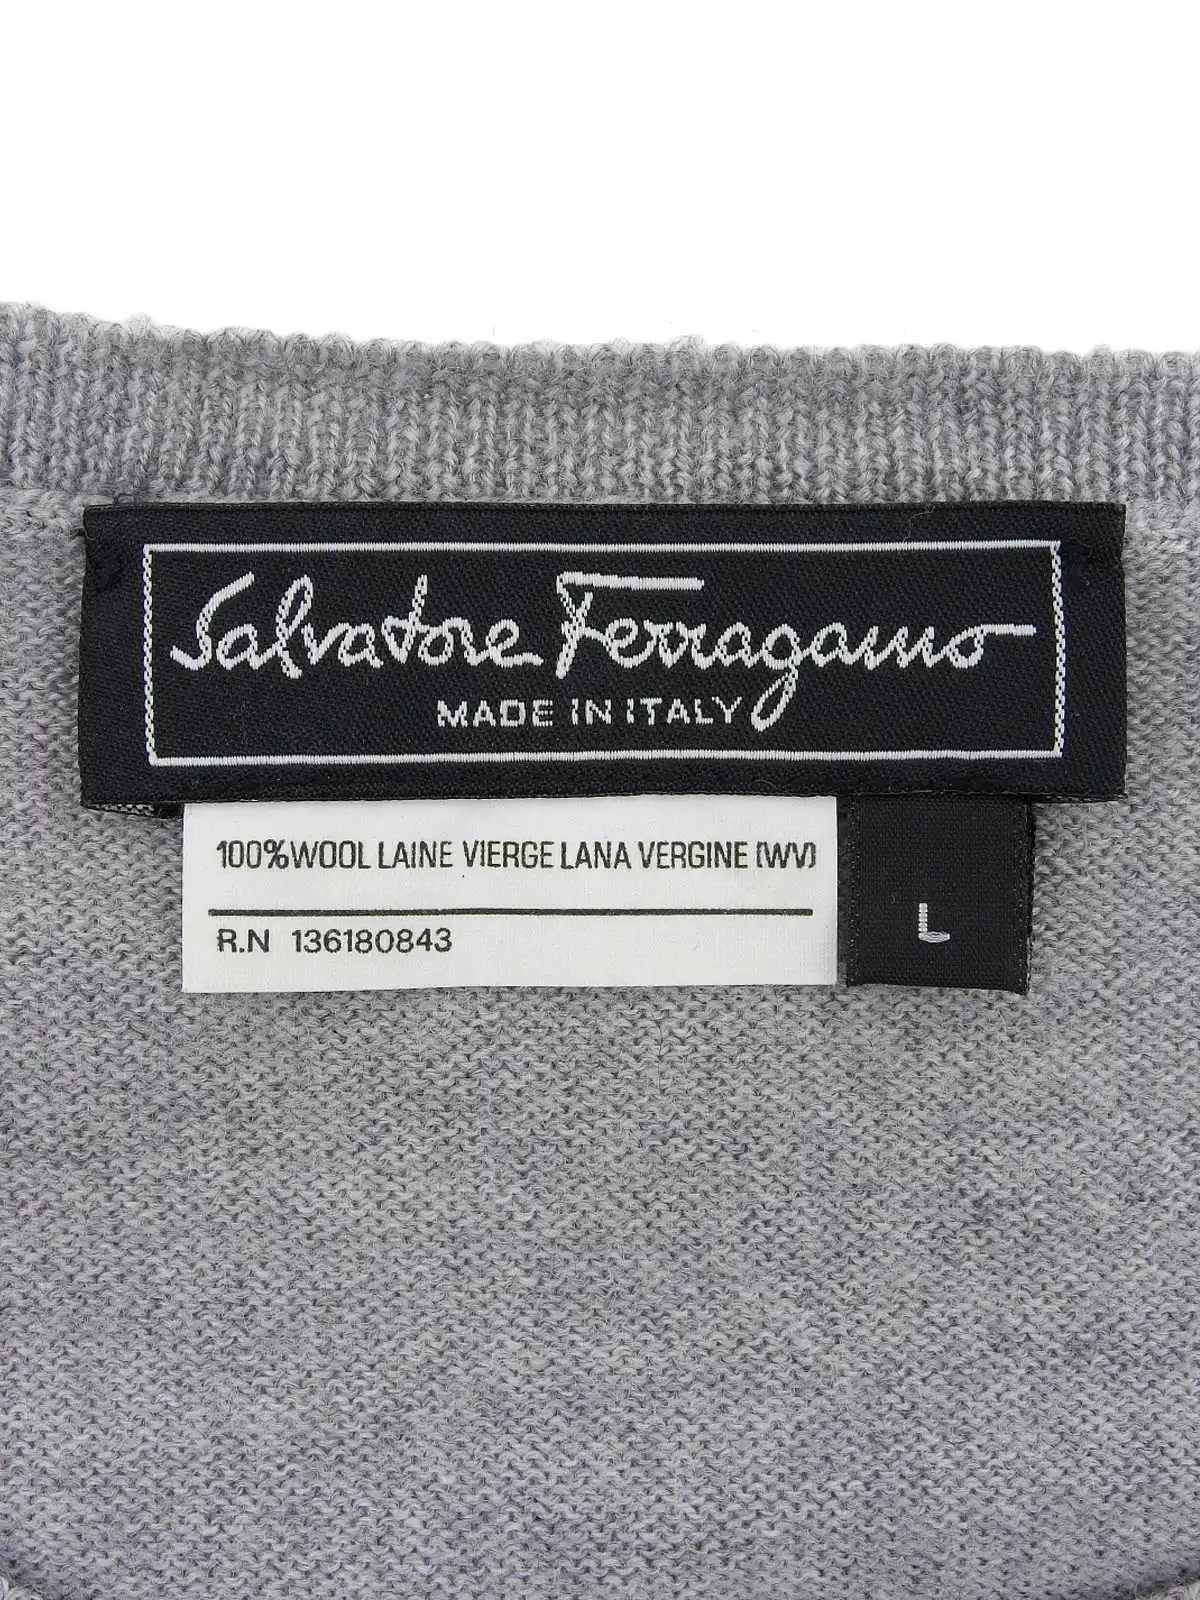 Salvatore Ferragamo
MADE IN ITALY
100%WOOL LAINE VIERGE LANA VERGINE (WV)
R.N 136180843
L